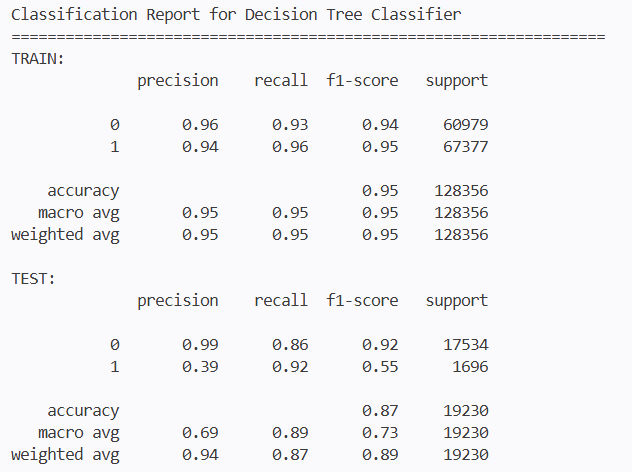 Classification Report for Decision Tree Classifier
==================================================================
TRAIN:
              precision    recall  f1-score   support

           0       0.96      0.93      0.94     60979
           1       0.94      0.96      0.95     67377

    accuracy                           0.95    128356
   macro avg       0.95      0.95      0.95    128356
weighted avg       0.95      0.95      0.95    128356

TEST:
              precision    recall  f1-score   support

           0       0.99      0.86      0.92     17534
           1       0.39      0.92      0.55      1696

    accuracy                           0.87     19230
   macro avg       0.69      0.89      0.73     19230
weighted avg       0.94      0.87      0.89     19230